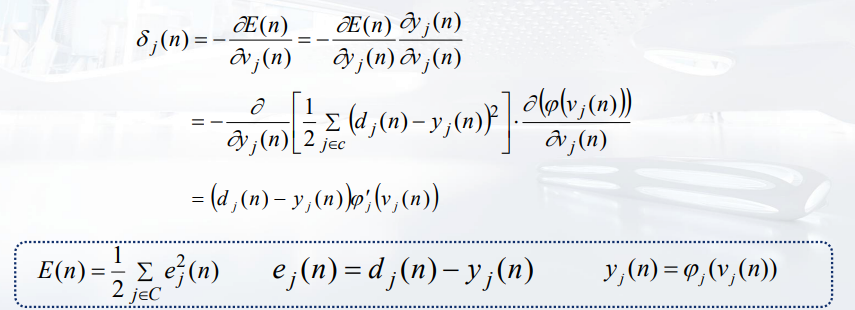 δ_j(n) = −∂E(n)/∂v_j(n) = −∂E(n)/∂y_j(n) ∂y_j(n)/∂v_j(n)
= −∂/∂y_j(n) [1/2 Σ_{j∈c} (d_j(n) − y_j(n))²] · ∂(φ(v_j(n)))/∂v_j(n)
= (d_j(n) − y_j(n))φ′_j(v_j(n))
E(n) = 1/2 Σ_{j∈C} e_j²(n) e_j(n) = d_j(n) − y_j(n) y_j(n) = φ_j(v_j(n))